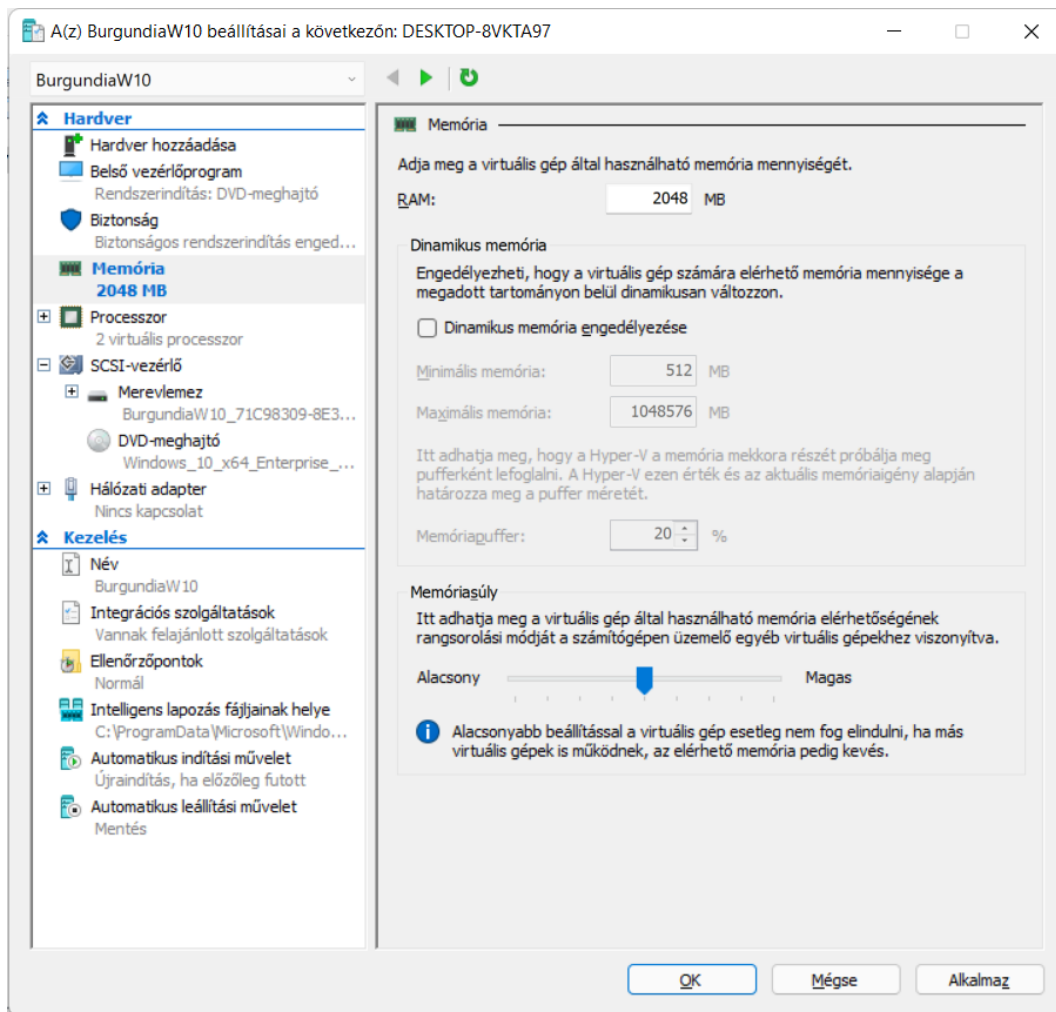 A(z) BurgundiaW10 beállításai a következőn: DESKTOP-8VKTA97
BurgundiaW10
Hardver
Hardver hozzáadása
Belső vezérlőprogram
Rendszerindítás: DVD-meghajtó
Biztonság
Biztonságos rendszerindítás enged...
Memória
2048 MB
Processzor
2 virtuális processzor
SCSI-vezérlő
Merevlemez
BurgundiaW10_71C98309-8E3...
DVD-meghajtó
Windows_10_x64_Enterprise_...
Hálózati adapter
Nincs kapcsolat
Kezelés
Név
BurgundiaW10
Integrációs szolgáltatások
Vannak felajánlott szolgáltatások
Ellenőrzőpontok
Normál
Intelligens lapozás fájljainak helye
C:\ProgramData\Microsoft\Windo...
Automatikus indítási művelet
Újraindítás, ha előzőleg futott
Automatikus leállítási művelet
Mentés
Memória
Adja meg a virtuális gép által használható memória mennyiségét.
RAM: 2048 MB
Dinamikus memória
Engedélyezheti, hogy a virtuális gép számára elérhető memória mennyisége a
megadott tartományon belül dinamikusan változzon.
Dinamikus memória engedélyezése
Minimális memória: 512 MB
Maximális memória: 1048576 MB
Itt adhatja meg, hogy a Hyper-V a memória mekkora részét próbálja meg
pufferként lefoglalni. A Hyper-V ezen érték és az aktuális memóriaigény alapján
határozza meg a puffer méretét.
Memóriapuffer: 20 %
Memóriasúly
Itt adhatja meg a virtuális gép által használható memória elérhetőségének
rangsorolási módját a számítógépen üzemelő egyéb virtuális gépekhez viszonyítva.
Alacsony Magas
Alacsonyabb beállítással a virtuális gép esetleg nem fog elindulni, ha más
virtuális gépek is működnek, az elérhető memória pedig kevés.
OK Mégse Alkalmaz